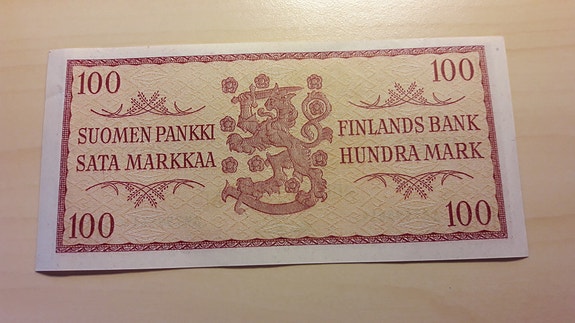 100 100
SUOMEN PANKKI FINLANDS BANK
SATA MARKKAA HUNDRA MARK
100 100